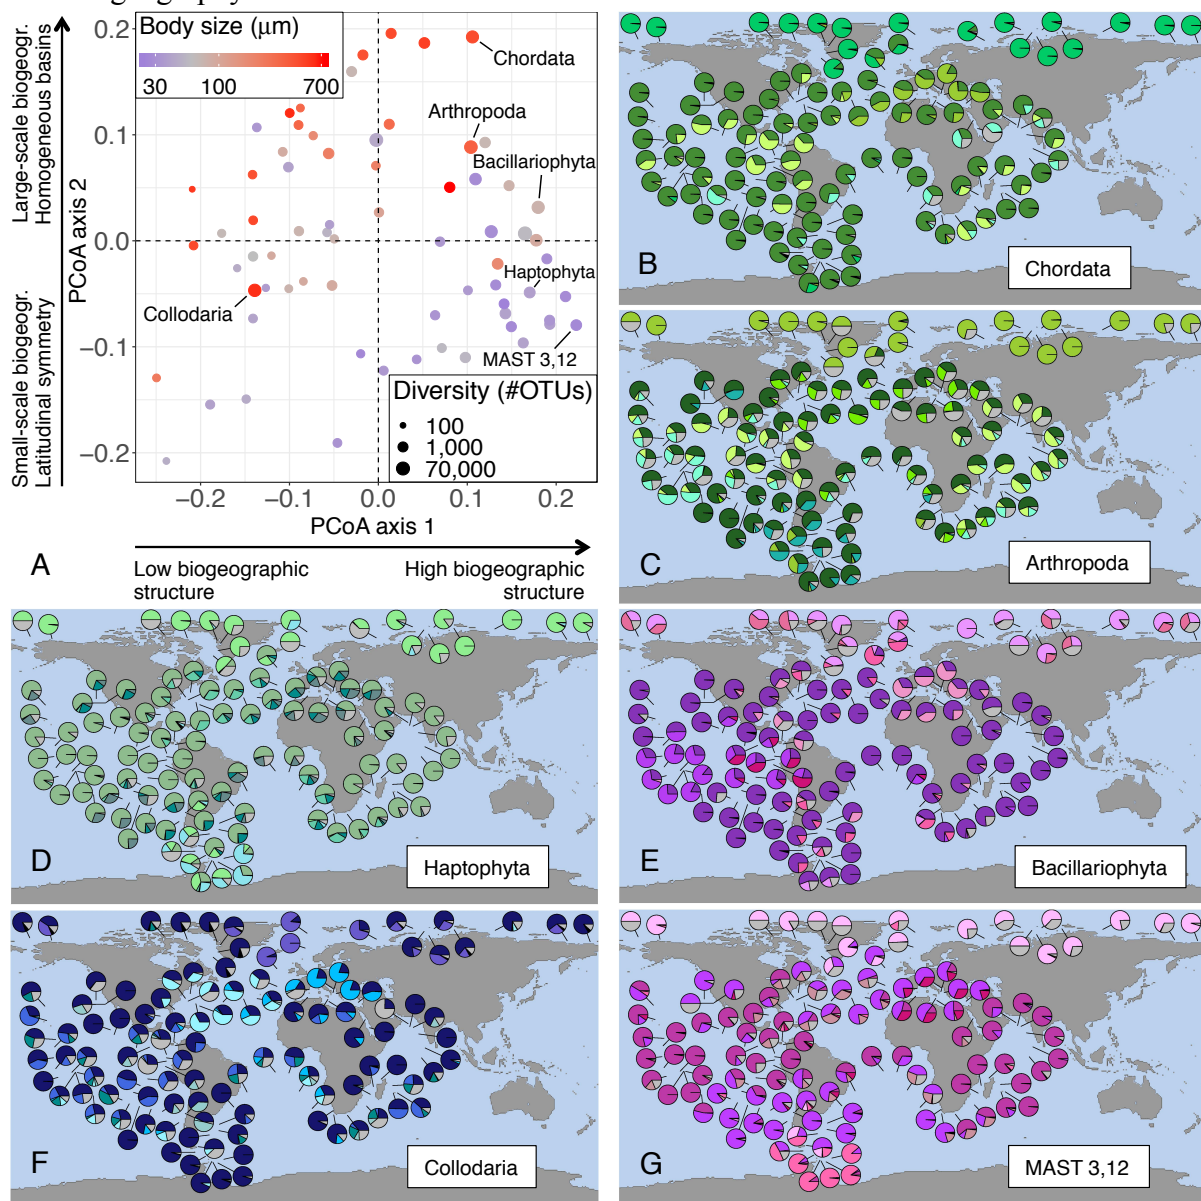 Body size (μm)
30 100 700
Large-scale biogeogr.
Homogeneous basins
Small-scale biogeogr.
Latitudinal symmetry
PCoA axis 2
0.2
0.1
0.0
−0.1
−0.2
Chordata
Arthropoda
Bacillariophyta
Haptophyta
Collodaria
MAST 3,12
Diversity (#OTUs)
100
1,000
70,000
−0.2 −0.1 0.0 0.1 0.2
PCoA axis 1
A
Low biogeographic
structure
High biogeographic
structure
B
Chordata
C
Arthropoda
D
Haptophyta
E
Bacillariophyta
F
Collodaria
G
MAST 3,12